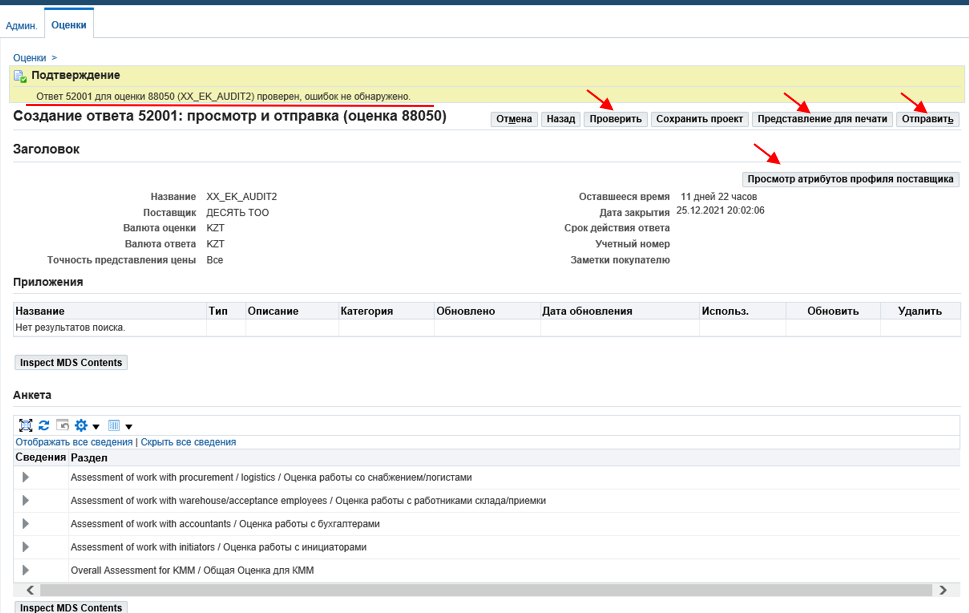 Админ.
Оценки
Оценки >
Подтверждение
Ответ 52001 для оценки 88050 (XX_EK_AUDIT2) проверен, ошибок не обнаружено.
Создание ответа 52001: просмотр и отправка (оценка 88050)
Отмена Назад Проверить Сохранить проект Представление для печати Отправить
Заголовок
Просмотр атрибутов профиля поставщика
Название XX_EK_AUDIT2 Оставшееся время 11 дней 22 часов
Поставщик ДЕСЯТЬ ТОО Дата закрытия 25.12.2021 20:02:06
Валюта оценки KZT Срок действия ответа
Валюта ответа KZT Учетный номер
Точность представления цены Все Заметки покупателю
Приложения
Название Тип Описание Категория Обновлено Дата обновления Использ. Обновить Удалить
Нет результатов поиска.
Inspect MDS Contents
Анкета
Отображать все сведения | Скрыть все сведения
Сведения Раздел
Assessment of work with procurement / logistics / Оценка работы со снабжением/логистами
Assessment of work with warehouse/acceptance employees / Оценка работы с работниками склада/приемки
Assessment of work with accountants / Оценка работы с бухгалтерами
Assessment of work with initiators / Оценка работы с инициаторами
Overall Assessment for KMM / Общая Оценка для КММ
Inspect MDS Contents